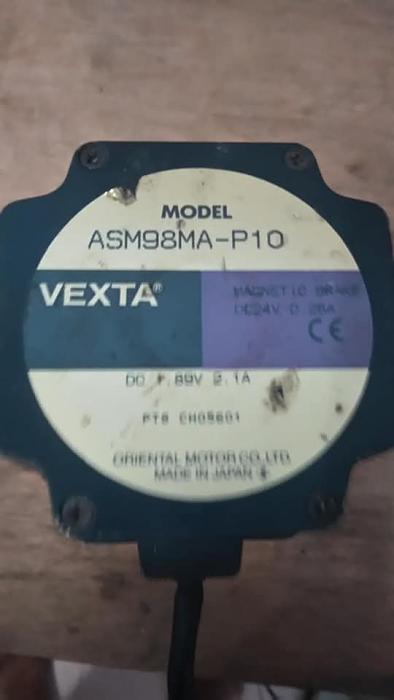 MODEL
ASM98MA-P10
VEXTA®
MAGNETIC BRAKE
DC24V 0.26A
CE
DC 1.89V 2.1A
ORIENTAL MOTOR CO.,LTD.
MADE IN JAPAN